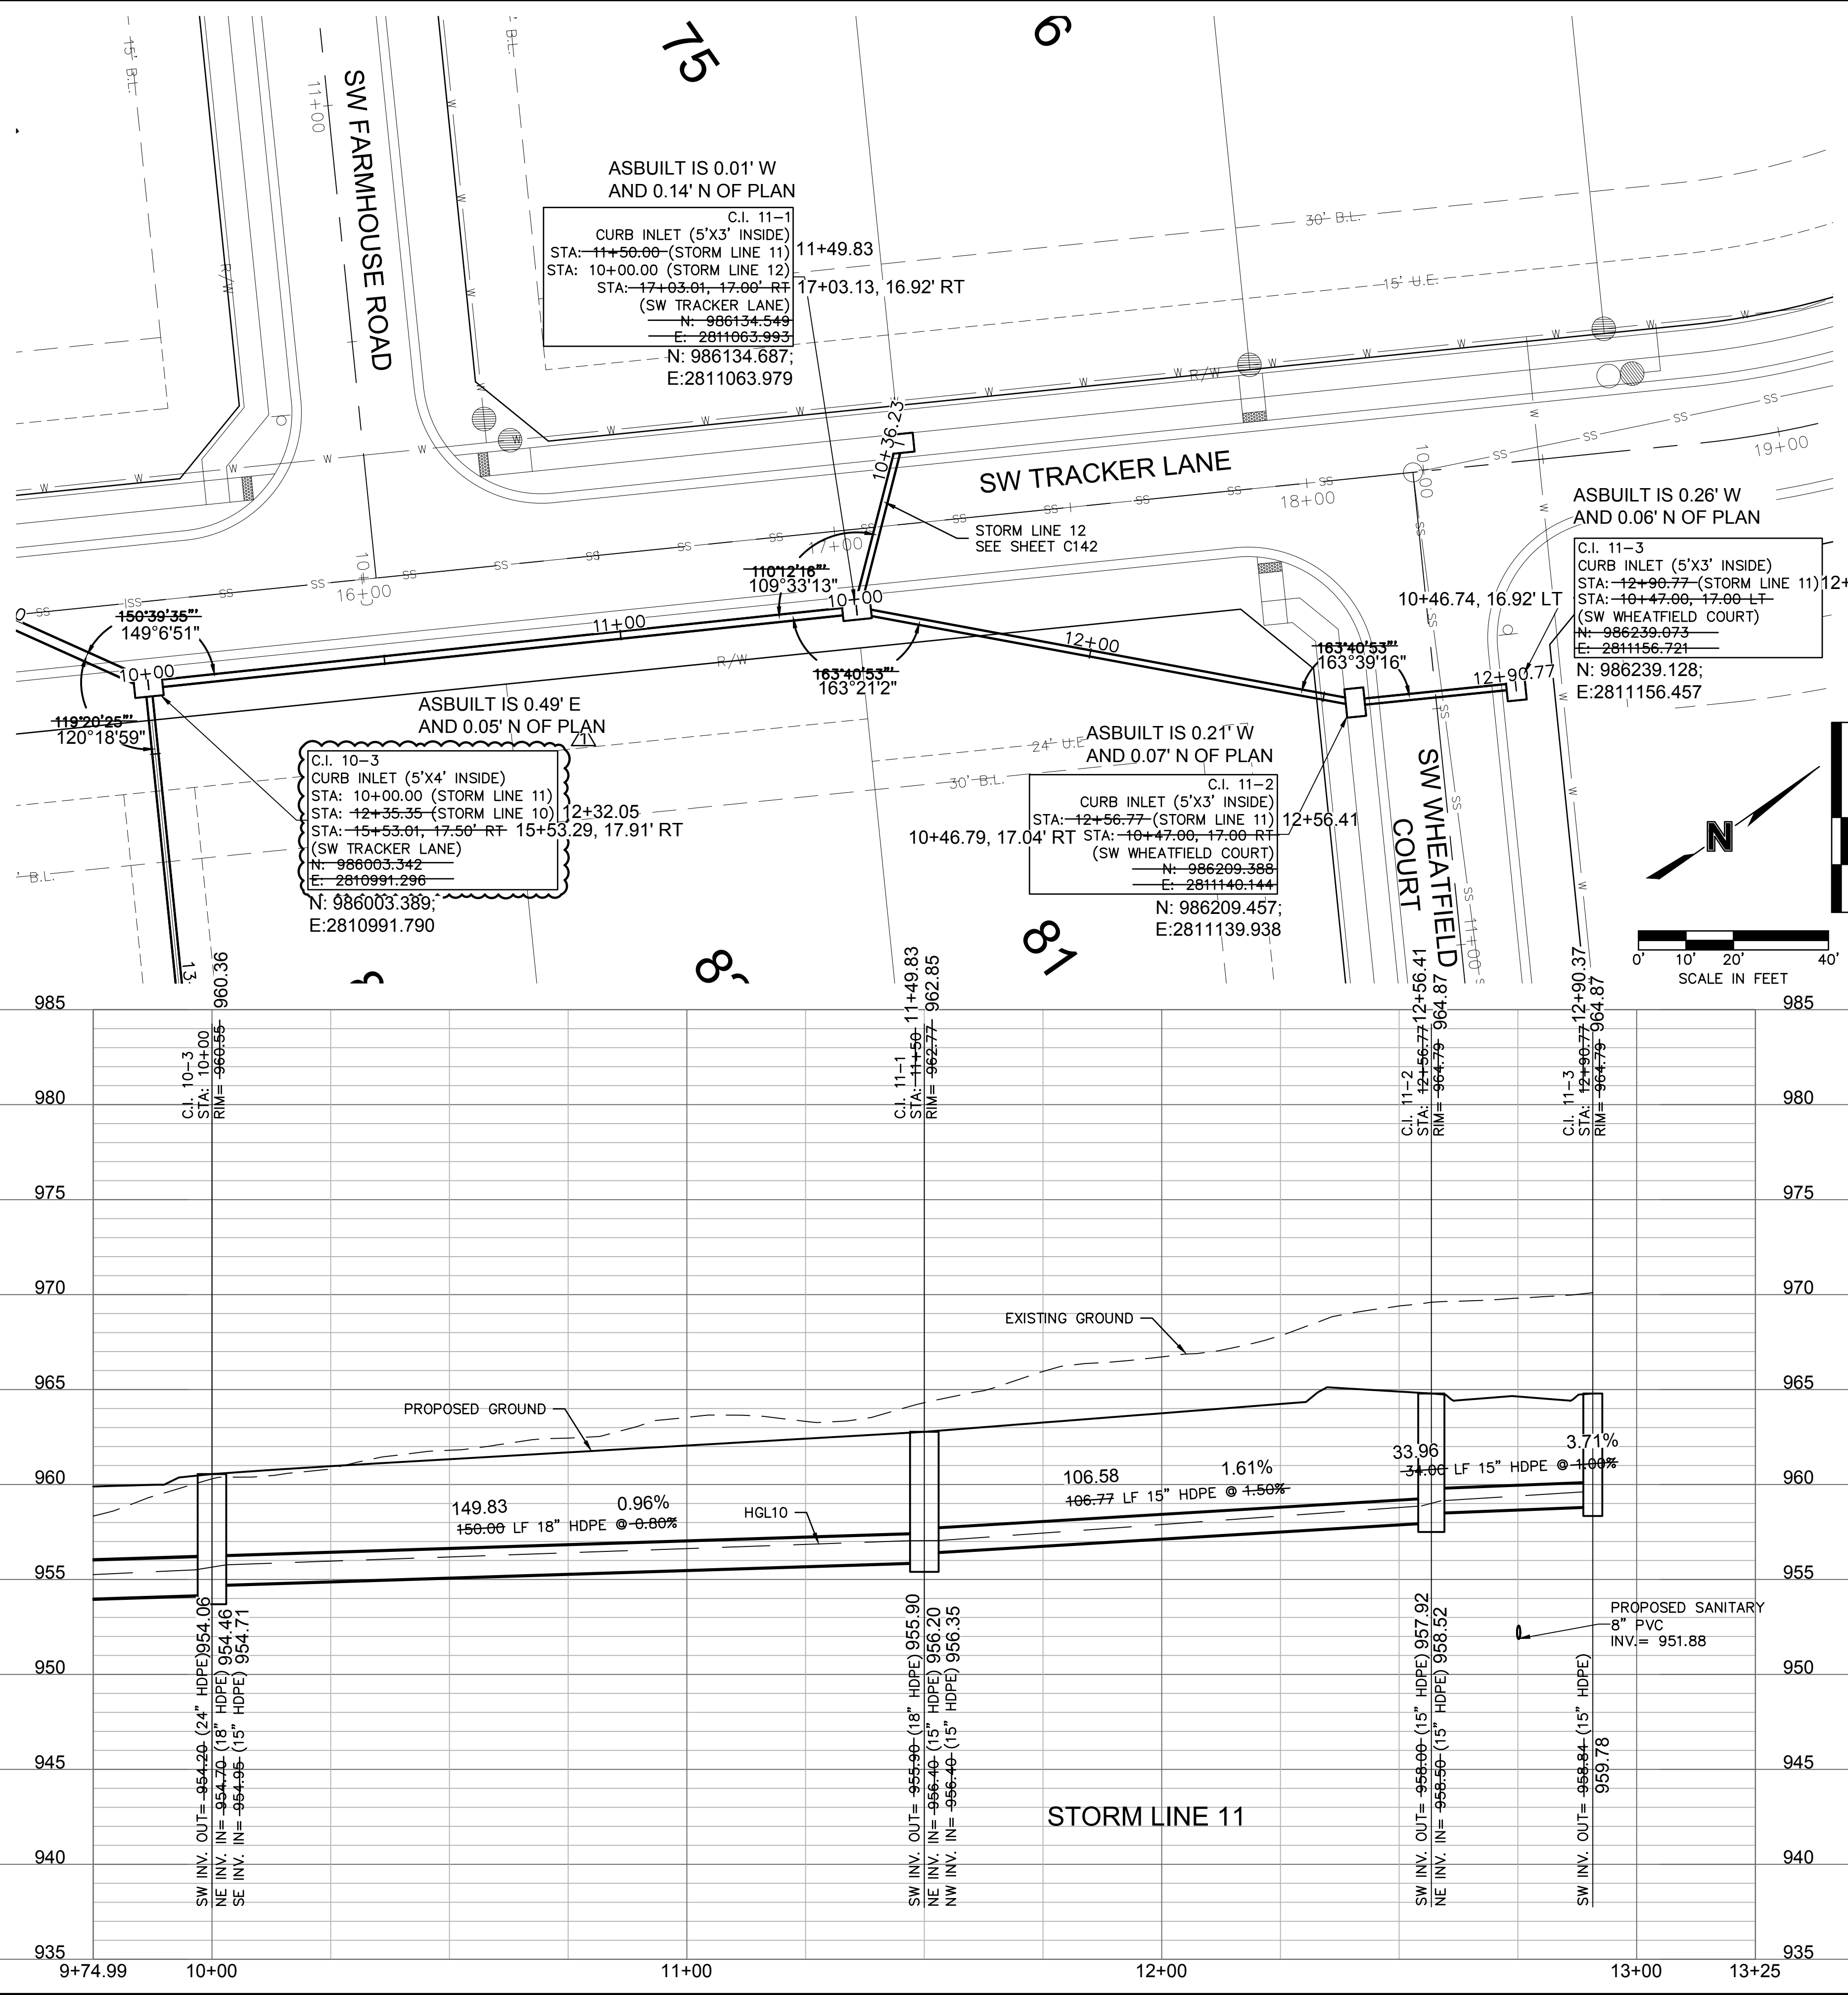 15' B.L.
SW FARMHOUSE ROAD
11+00
B.L.
75
6
R/W
ASBUILT IS 0.01' W
AND 0.14' N OF PLAN
C.I. 11-1
CURB INLET (5'X3' INSIDE)
STA: 11+50.00 (STORM LINE 11) 11+49.83
STA: 10+00.00 (STORM LINE 12)
STA: 17+03.01, 17.00' RT 17+03.13, 16.92' RT
(SW TRACKER LANE)
N: 986134.549
E: 2811063.993
N: 986134.687;
E:2811063.979
30' B.L.
15' U.E.
R/W
10+36.23
SW TRACKER LANE
18+00
10+00
19+00
STORM LINE 12
SEE SHEET C142
17+00
10+00
16+00
110°12'16"
109°33'13"
10+00
150°39'35"
149°6'51"
10+00
11+00
12+00
R/W
163°40'53"
163°21'2"
163°40'53"
163°39'16"
119°20'25"
120°18'59"
ASBUILT IS 0.26' W
AND 0.06' N OF PLAN
C.I. 11-3
CURB INLET (5'X3' INSIDE)
STA: 12+90.77 (STORM LINE 11) 12+
10+46.74, 16.92' LT
STA: 10+47.00, 17.00 LT
(SW WHEATFIELD COURT)
N: 986239.073
E: 2811156.721
N: 986239.128;
E:2811156.457
12+90.77
ASBUILT IS 0.49' E
AND 0.05' N OF PLAN
1
C.I. 10-3
CURB INLET (5'X4' INSIDE)
STA: 10+00.00 (STORM LINE 11)
STA: 12+35.35 (STORM LINE 10) 12+32.05
STA: 15+53.01, 17.50' RT 15+53.29, 17.91' RT
(SW TRACKER LANE)
N: 986003.342
E: 2810991.296
N: 986003.389;
E:2810991.790
24' U.E
30' B.L.
' B.L.
ASBUILT IS 0.21' W
AND 0.07' N OF PLAN
C.I. 11-2
CURB INLET (5'X3' INSIDE)
STA: 12+56.77 (STORM LINE 11) 12+56.41
10+46.79, 17.04' RT STA: 10+47.00, 17.00 RT
(SW WHEATFIELD COURT)
N: 986209.388
E: 2811140.144
N: 986209.457;
E:2811139.938
SW WHEATFIELD
COURT
11+00
81
13
N
0' 10' 20' 40'
SCALE IN FEET
C.I. 10-3
STA: 10+00
RIM= 960.55 960.36
C.I. 11-1
STA: 11+50 11+49.83
RIM= 962.77 962.85
C.I. 11-2
STA: 12+56.77 12+56.41
RIM= 964.79 964.87
C.I. 11-3
STA: 12+90.77 12+90.37
RIM= 964.79 964.87
985 985
980 980
975 975
970 970
965 965
960 960
955 955
950 950
945 945
940 940
935 935
EXISTING GROUND
PROPOSED GROUND
149.83 0.96%
150.00 LF 18" HDPE @ 0.80%
HGL10
106.58 1.61%
106.77 LF 15" HDPE @ 1.50%
33.96 3.71%
34.00 LF 15" HDPE @ 1.00%
PROPOSED SANITARY
8" PVC
INV.= 951.88
SW INV. OUT= 954.20 (24" HDPE) 954.06
NE INV. IN= 954.70 (18" HDPE) 954.46
SE INV. IN= 954.95 (15" HDPE) 954.71
SW INV. OUT= 955.90 (18" HDPE) 955.90
NE INV. IN= 956.40 (15" HDPE) 956.20
NW INV. IN= 956.40 (15" HDPE) 956.35
SW INV. OUT= 958.00 (15" HDPE) 957.92
NE INV. IN= 958.50 (15" HDPE) 958.52
SW INV. OUT= 958.84 (15" HDPE)
959.78
STORM LINE 11
9+74.99 10+00 11+00 12+00 13+00 13+25